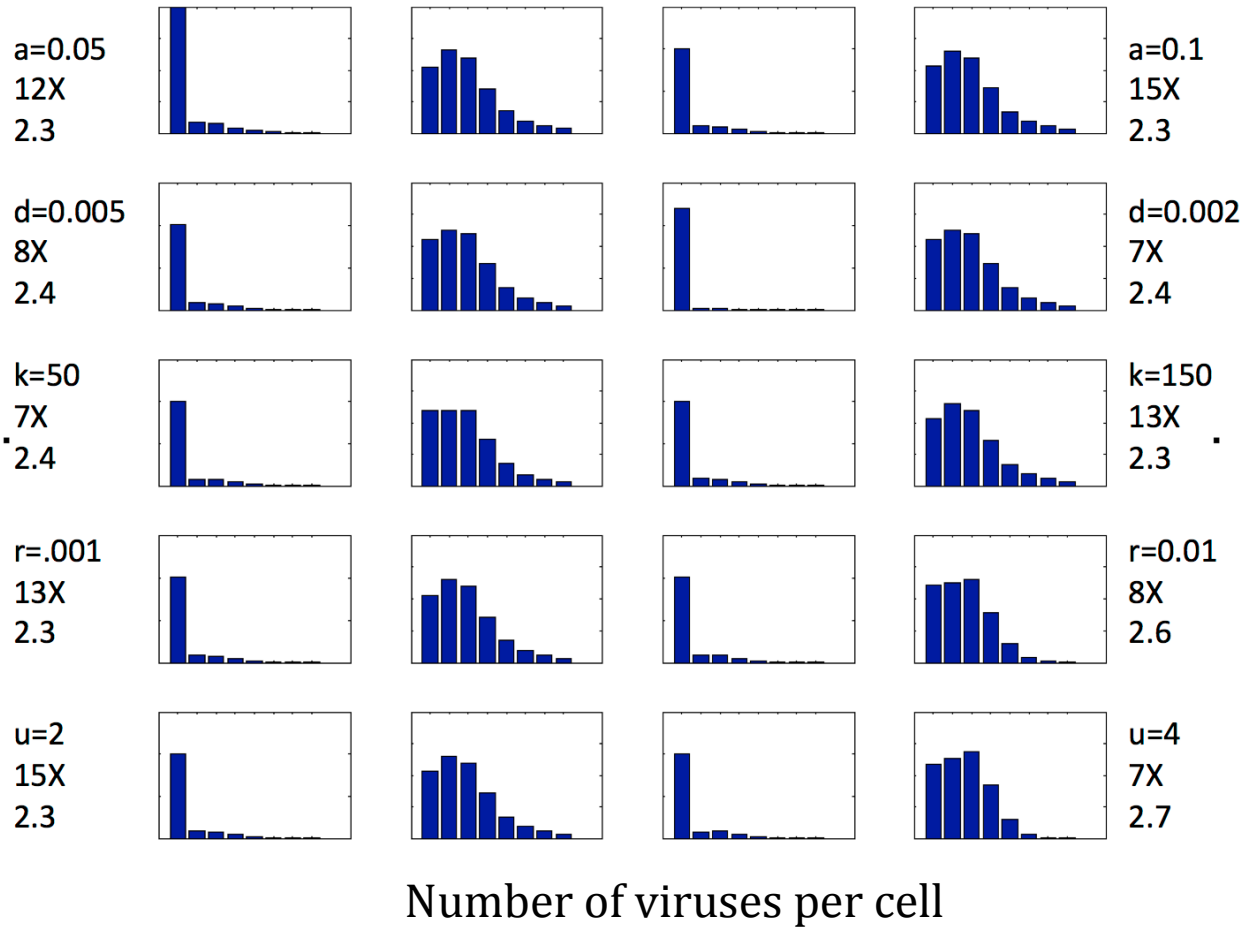 a=0.05
12X
2.3
a=0.1
15X
2.3
d=0.005
8X
2.4
d=0.002
7X
2.4
k=50
7X
2.4
k=150
13X
2.3
r=.001
13X
2.3
r=0.01
8X
2.6
u=2
15X
2.3
u=4
7X
2.7
Number of viruses per cell